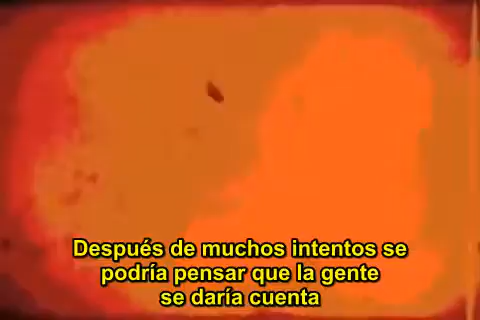 Después de muchos intentos se
podría pensar que la gente
se daría cuenta